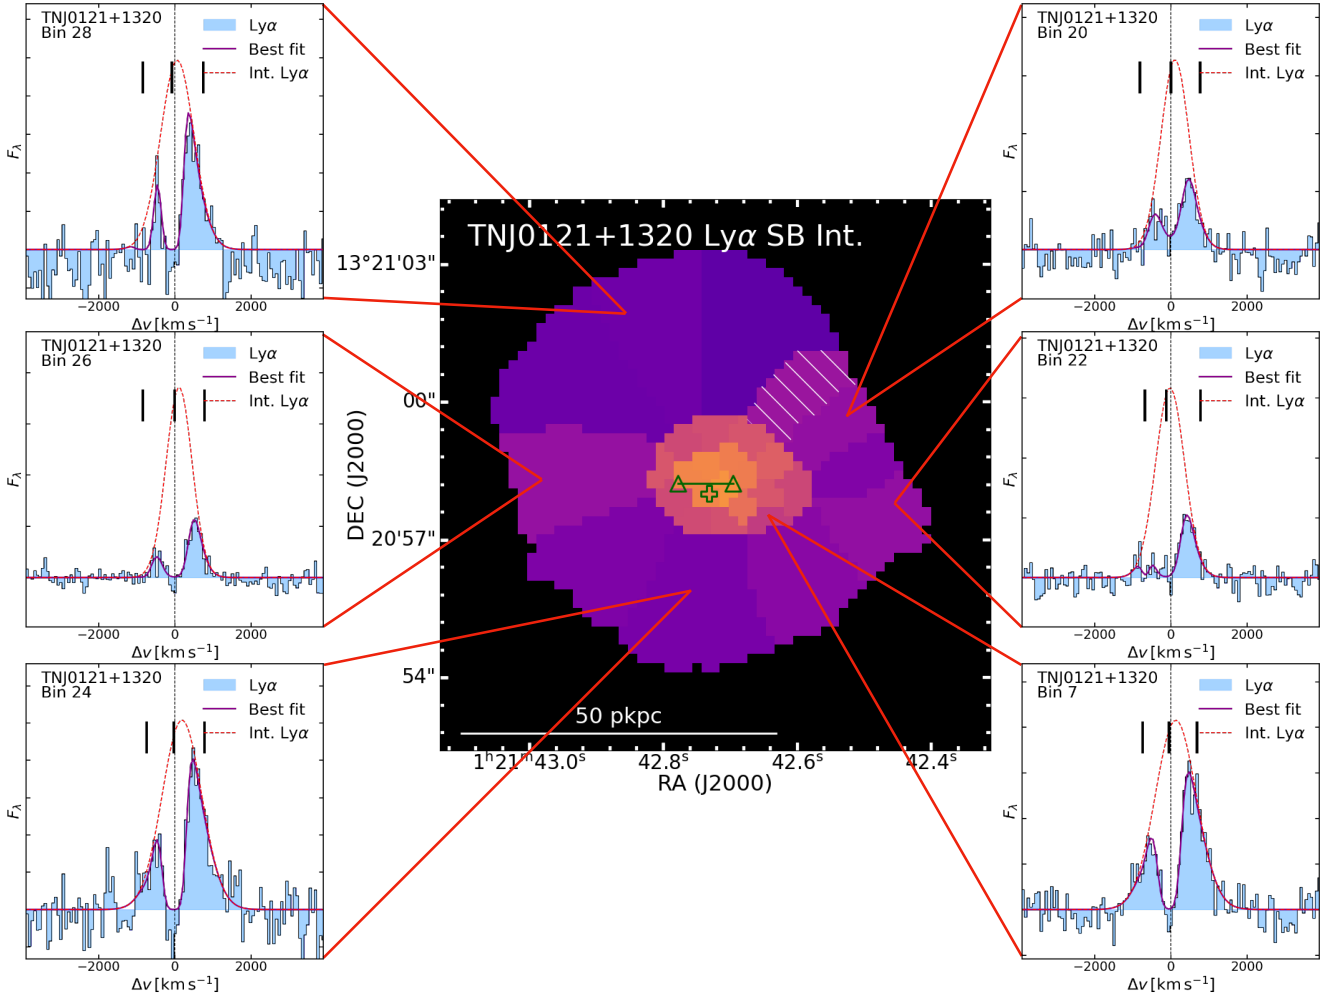 TNJ0121+1320
Bin 28
Lyα
Best fit
Int. Lyα
Fλ
−2000
0
2000
Δv [km s⁻¹]
TNJ0121+1320
Bin 26
Lyα
Best fit
Int. Lyα
Fλ
−2000
0
2000
Δv [km s⁻¹]
TNJ0121+1320
Bin 24
Lyα
Best fit
Int. Lyα
Fλ
−2000
0
2000
Δv [km s⁻¹]
TNJ0121+1320 Lyα SB Int.
13°21'03"
00"
20'57"
54"
DEC (J2000)
50 pkpc
1ʰ21ᵐ43.0ˢ
42.8ˢ
42.6ˢ
42.4ˢ
RA (J2000)
TNJ0121+1320
Bin 20
Lyα
Best fit
Int. Lyα
Fλ
−2000
0
2000
Δv [km s⁻¹]
TNJ0121+1320
Bin 22
Lyα
Best fit
Int. Lyα
Fλ
−2000
0
2000
Δv [km s⁻¹]
TNJ0121+1320
Bin 7
Lyα
Best fit
Int. Lyα
Fλ
−2000
0
2000
Δv [km s⁻¹]